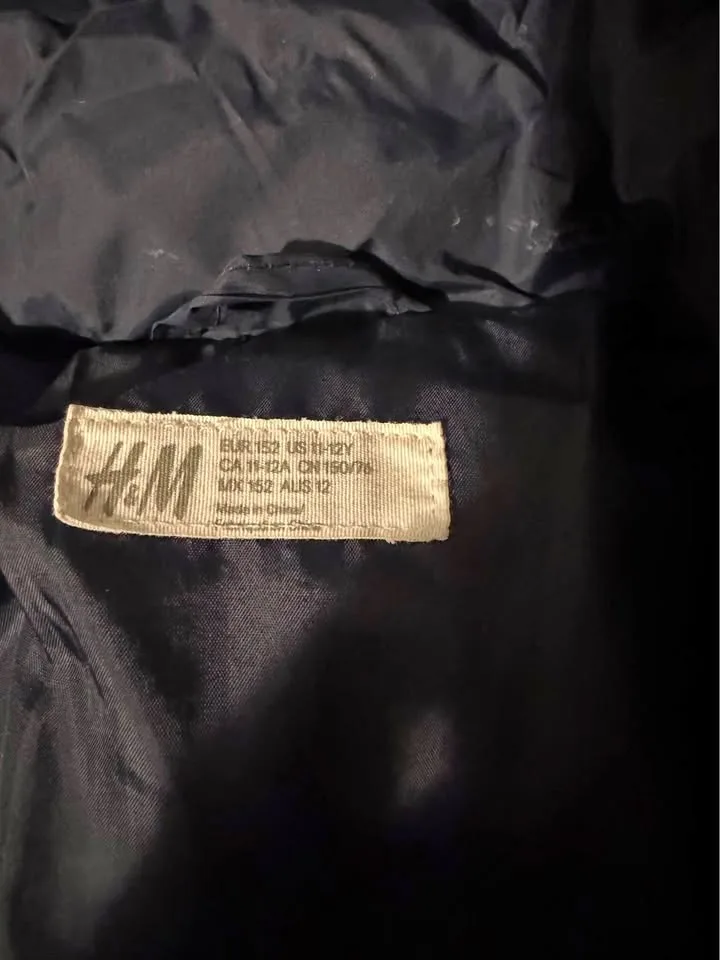 H&M
EUR 152 US 11-12Y
CA 11-12A CN 150/76
MX 152 AUS 12
Made in China/